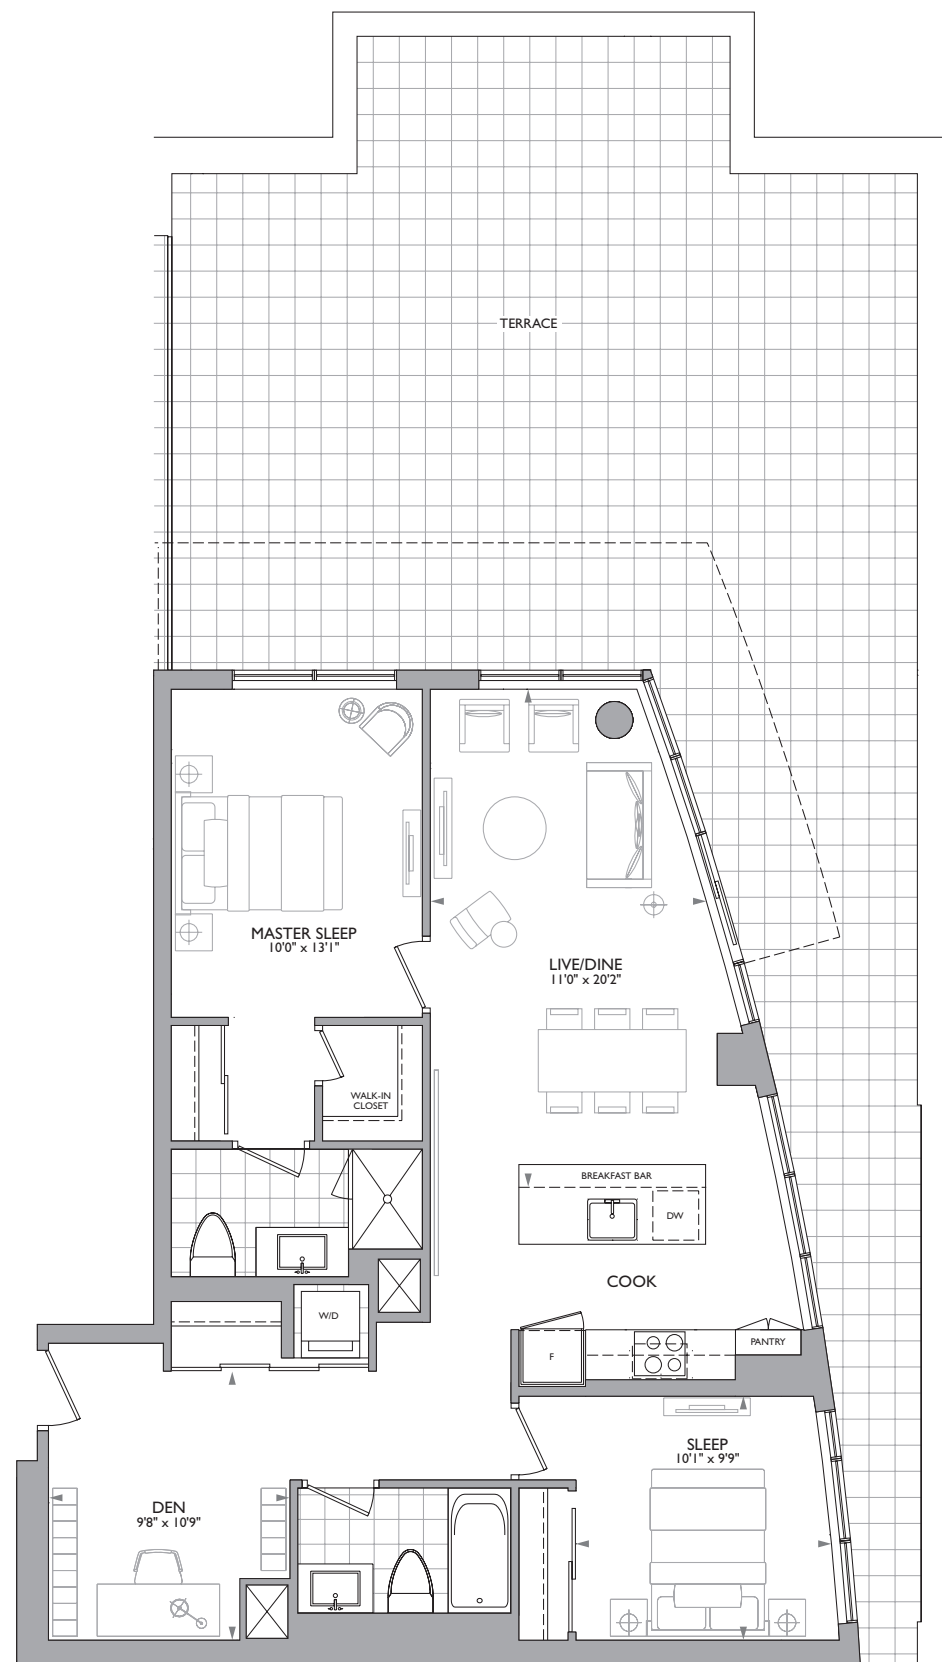 TERRACE
MASTER SLEEP
10'0" x 13'1"
LIVE/DINE
11'0" x 20'2"
WALK-IN
CLOSET
BREAKFAST BAR
DW
COOK
W/D
PANTRY
F
SLEEP
10'1" x 9'9"
DEN
9'8" x 10'9"